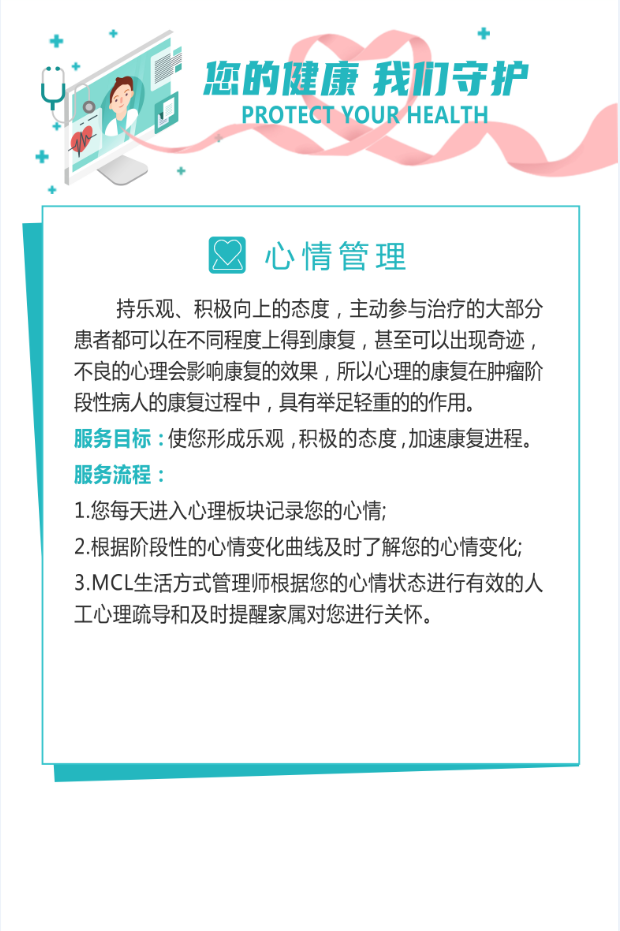 您的健康 我们守护
PROTECT YOUR HEALTH
心情管理
持乐观、积极向上的态度，主动参与治疗的大部分
患者都可以在不同程度上得到康复，甚至可以出现奇迹，
不良的心理会影响康复的效果，所以心理的康复在肿瘤阶
段性病人的康复过程中，具有举足轻重的的作用。
服务目标：使您形成乐观，积极的态度，加速康复进程。
服务流程：
1.您每天进入心理板块记录您的心情;
2.根据阶段性的心情变化曲线及时了解您的心情变化;
3.MCL生活方式管理师根据您的心情状态进行有效的人
工心理疏导和及时提醒家属对您进行关怀。